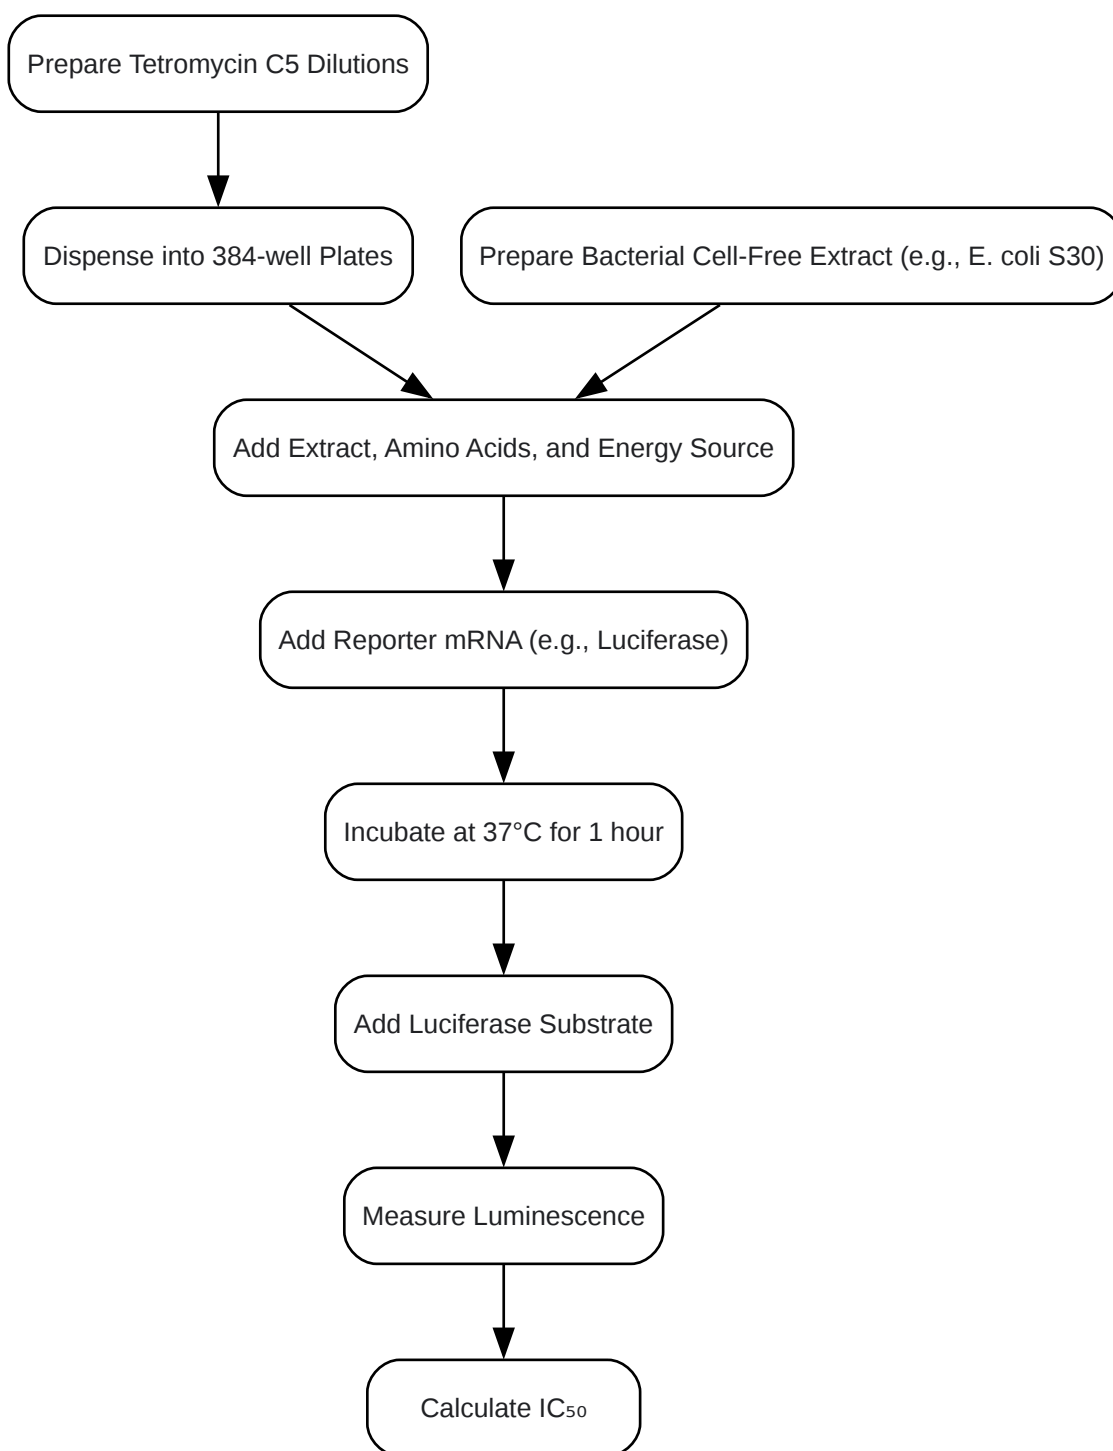 Prepare Tetromycin C5 Dilutions
Dispense into 384-well Plates
Prepare Bacterial Cell-Free Extract (e.g., E. coli S30)
Add Extract, Amino Acids, and Energy Source
Add Reporter mRNA (e.g., Luciferase)
Incubate at 37°C for 1 hour
Add Luciferase Substrate
Measure Luminescence
Calculate IC₅₀